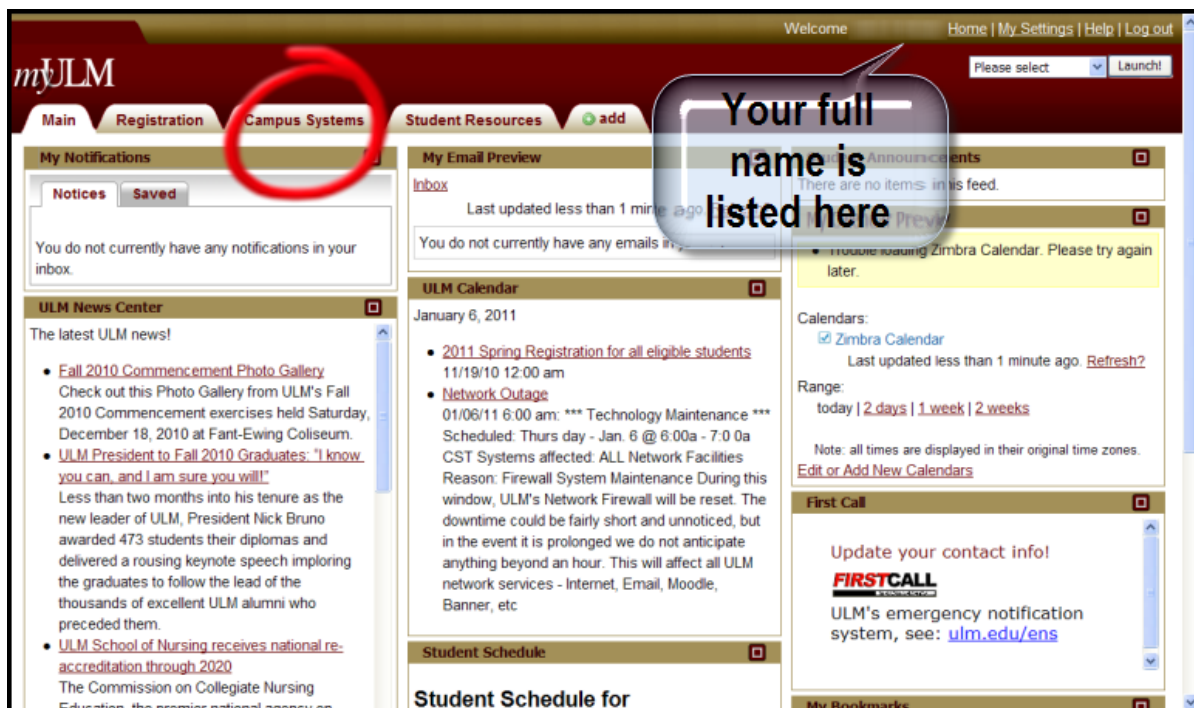 Welcome Home | My Settings | Help | Log out
myULM
Please select Launch!
Main Registration Campus Systems Student Resources add
Your full
name is
listed here
My Notifications
Notices Saved
You do not currently have any notifications in your
inbox.
ULM News Center
The latest ULM news!
Fall 2010 Commencement Photo Gallery
Check out this Photo Gallery from ULM's Fall
2010 Commencement exercises held Saturday,
December 18, 2010 at Fant-Ewing Coliseum.
ULM President to Fall 2010 Graduates: "I know
you can, and I am sure you will!"
Less than two months into his tenure as the
new leader of ULM, President Nick Bruno
awarded 473 students their diplomas and
delivered a rousing keynote speech imploring
the graduates to follow the lead of the
thousands of excellent ULM alumni who
preceded them.
ULM School of Nursing receives national re-
accreditation through 2020
The Commission on Collegiate Nursing
Education, the premier national agency on
My Email Preview
Inbox
Last updated less than 1 ago.
You do not currently have any emails
ULM Calendar
January 6, 2011
2011 Spring Registration for all eligible students
11/19/10 12:00 am
Network Outage
01/06/11 6:00 am: *** Technology Maintenance ***
Scheduled: Thurs day - Jan. 6 @ 6:00a - 7:0 0a
CST Systems affected: ALL Network Facilities
Reason: Firewall System Maintenance During this
window, ULM's Network Firewall will be reset. The
downtime could be fairly short and unnoticed, but
in the event it is prolonged we do not anticipate
anything beyond an hour. This will affect all ULM
network services - Internet, Email, Moodle,
Banner, etc
Student Schedule
Student Schedule for
Announcements
There are no items in this feed.
Trouble loading Zimbra Calendar. Please try again
later.
Calendars:
Zimbra Calendar
Last updated less than 1 minute ago. Refresh?
Range:
today | 2 days | 1 week | 2 weeks
Note: all times are displayed in their original time zones.
Edit or Add New Calendars
First Call
Update your contact info!
FIRSTCALL
ULM's emergency notification
system, see: ulm.edu/ens
My Bookmarks